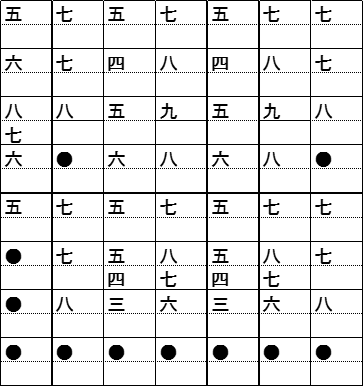 五 七 五 七 五 七 七
六 七 四 八 四 八 七
八 八 五 九 五 九 八
七
六 ● 六 八 六 八 ●
五 七 五 七 五 七 七
● 七 五 八 五 八 七
四 七 四 七
● 八 三 六 三 六 八
● ● ● ● ● ● ●